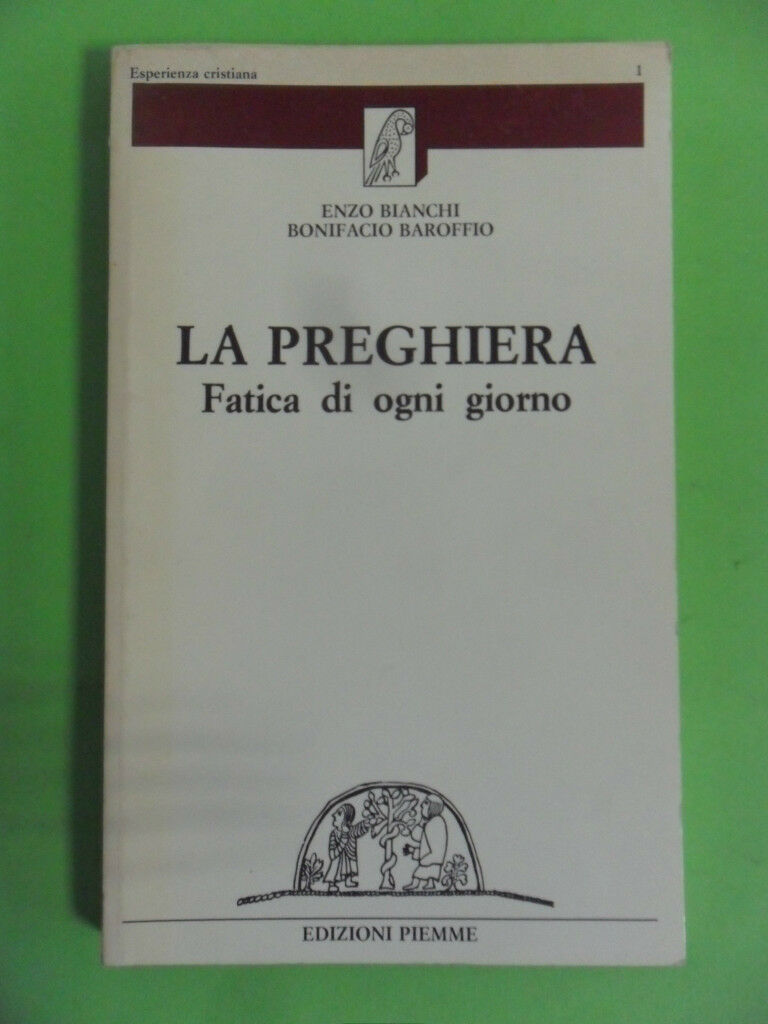 Esperienza cristiana 1
ENZO BIANCHI
BONIFACIO BAROFFIO
LA PREGHIERA
Fatica di ogni giorno
EDIZIONI PIEMME